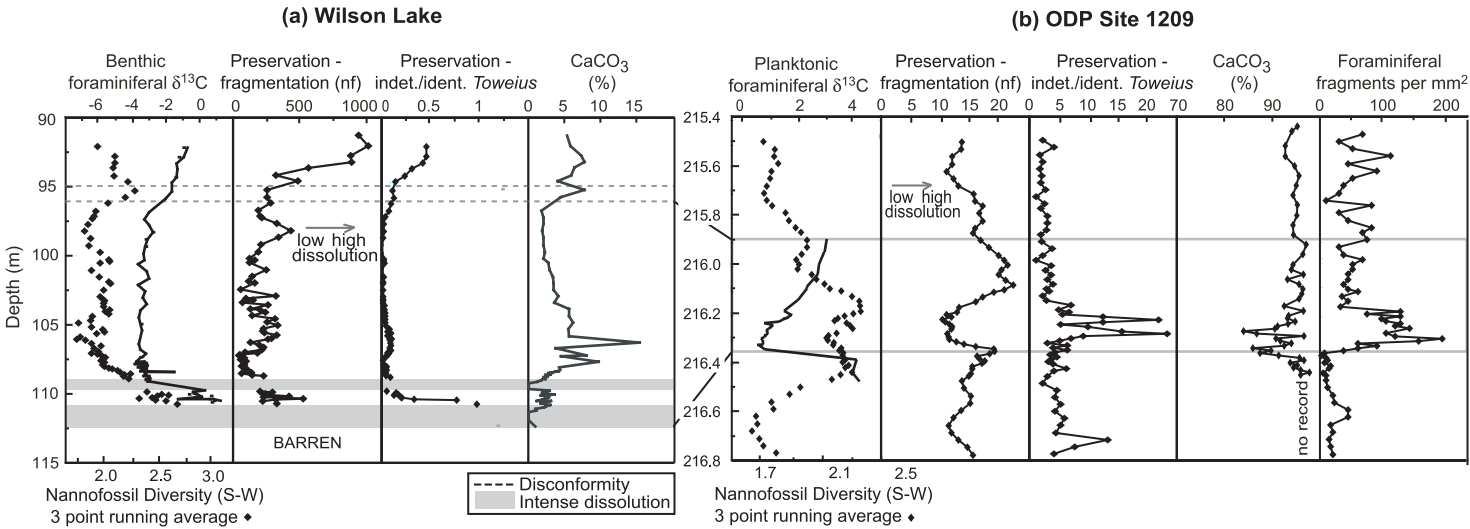 (a) Wilson Lake
Benthic
foraminiferal δ13C
Preservation -
fragmentation (nf)
Preservation -
indet./ident. Toweius
CaCO3
(%)
-6 -4 -2 0
0 500 1000
0 0.5 1
0 5 10 15
90
95
100
105
110
115
Depth (m)
low high
dissolution
BARREN
2.0 2.5 3.0
Nannofossil Diversity (S-W)
3 point running average
Disconformity
Intense dissolution
(b) ODP Site 1209
Planktonic
foraminiferal δ13C
Preservation -
fragmentation (nf)
Preservation -
indet./ident. Toweius
CaCO3
(%)
Foraminiferal
fragments per mm2
0 2 4
0 5 10 15 20
0 5 10 15 20 70
80 90
0 100 200
215.4
215.6
215.8
216.0
216.2
216.4
216.6
216.8
low high
dissolution
no record
1.7 2.1 2.5
Nannofossil Diversity (S-W)
3 point running average